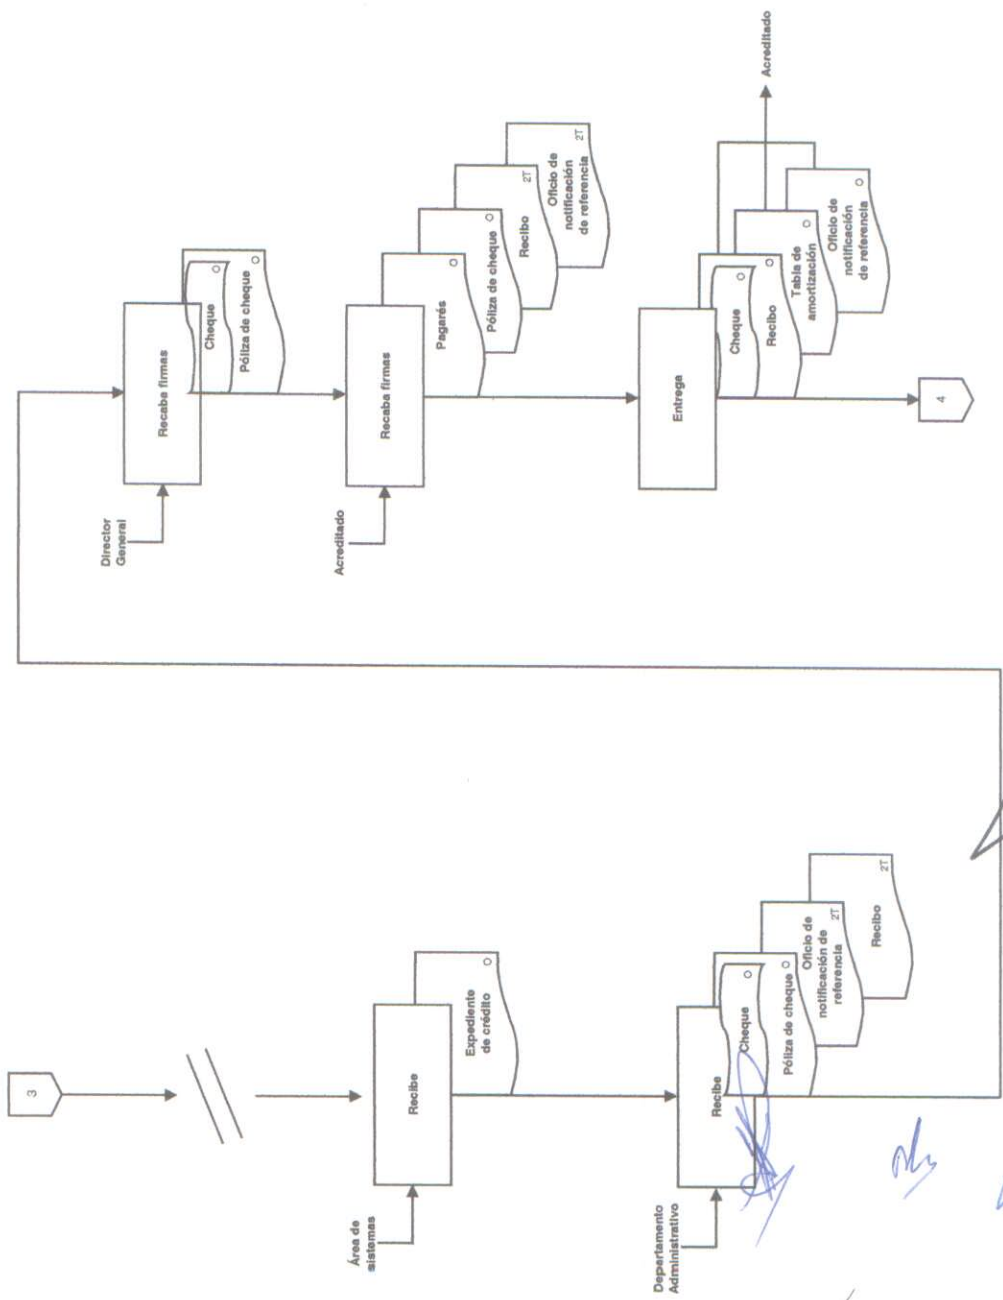 3
Área de
sistemas
Recibe
Expediente
de crédito
O
Departamento
Administrativo
Recibe
Cheque
O
Póliza de cheque
O
Oficio de
notificación de
referencia
2T
Recibo
2T
Director
General
Recaba firmas
Cheque
O
Póliza de cheque
O
Acreditado
Recaba firmas
Pagarés
O
Póliza de cheque
O
Recibo
2T
Oficio de
notificación
de referencia
2T
Entrega
Cheque
O
Recibo
O
Tabla de
amortización
O
Oficio de
notificación
de referencia
O
Acreditado
4